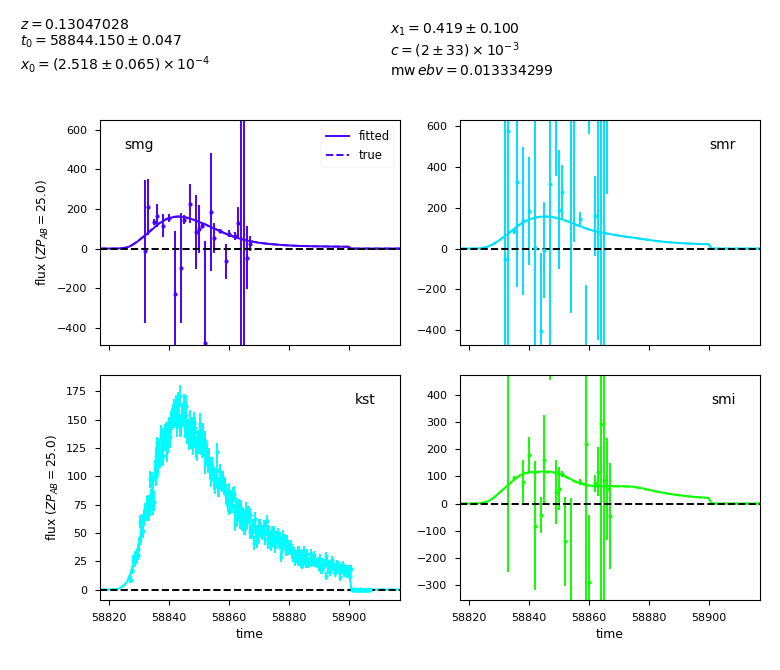 z = 0.13047028
t₀ = 58844.150 ± 0.047
x₀ = (2.518 ± 0.065) × 10⁻⁴
x₁ = 0.419 ± 0.100
c = (2 ± 33) × 10⁻³
mw ebv = 0.013334299
smg
fitted
true
600
400
200
0
−200
−400
flux (ZP_AB = 25.0)
smr
600
400
200
0
−200
−400
kst
175
150
125
100
75
50
25
0
flux (ZP_AB = 25.0)
58820 58840 58860 58880 58900
time
smi
400
300
200
100
0
−100
−200
−300
58820 58840 58860 58880 58900
time